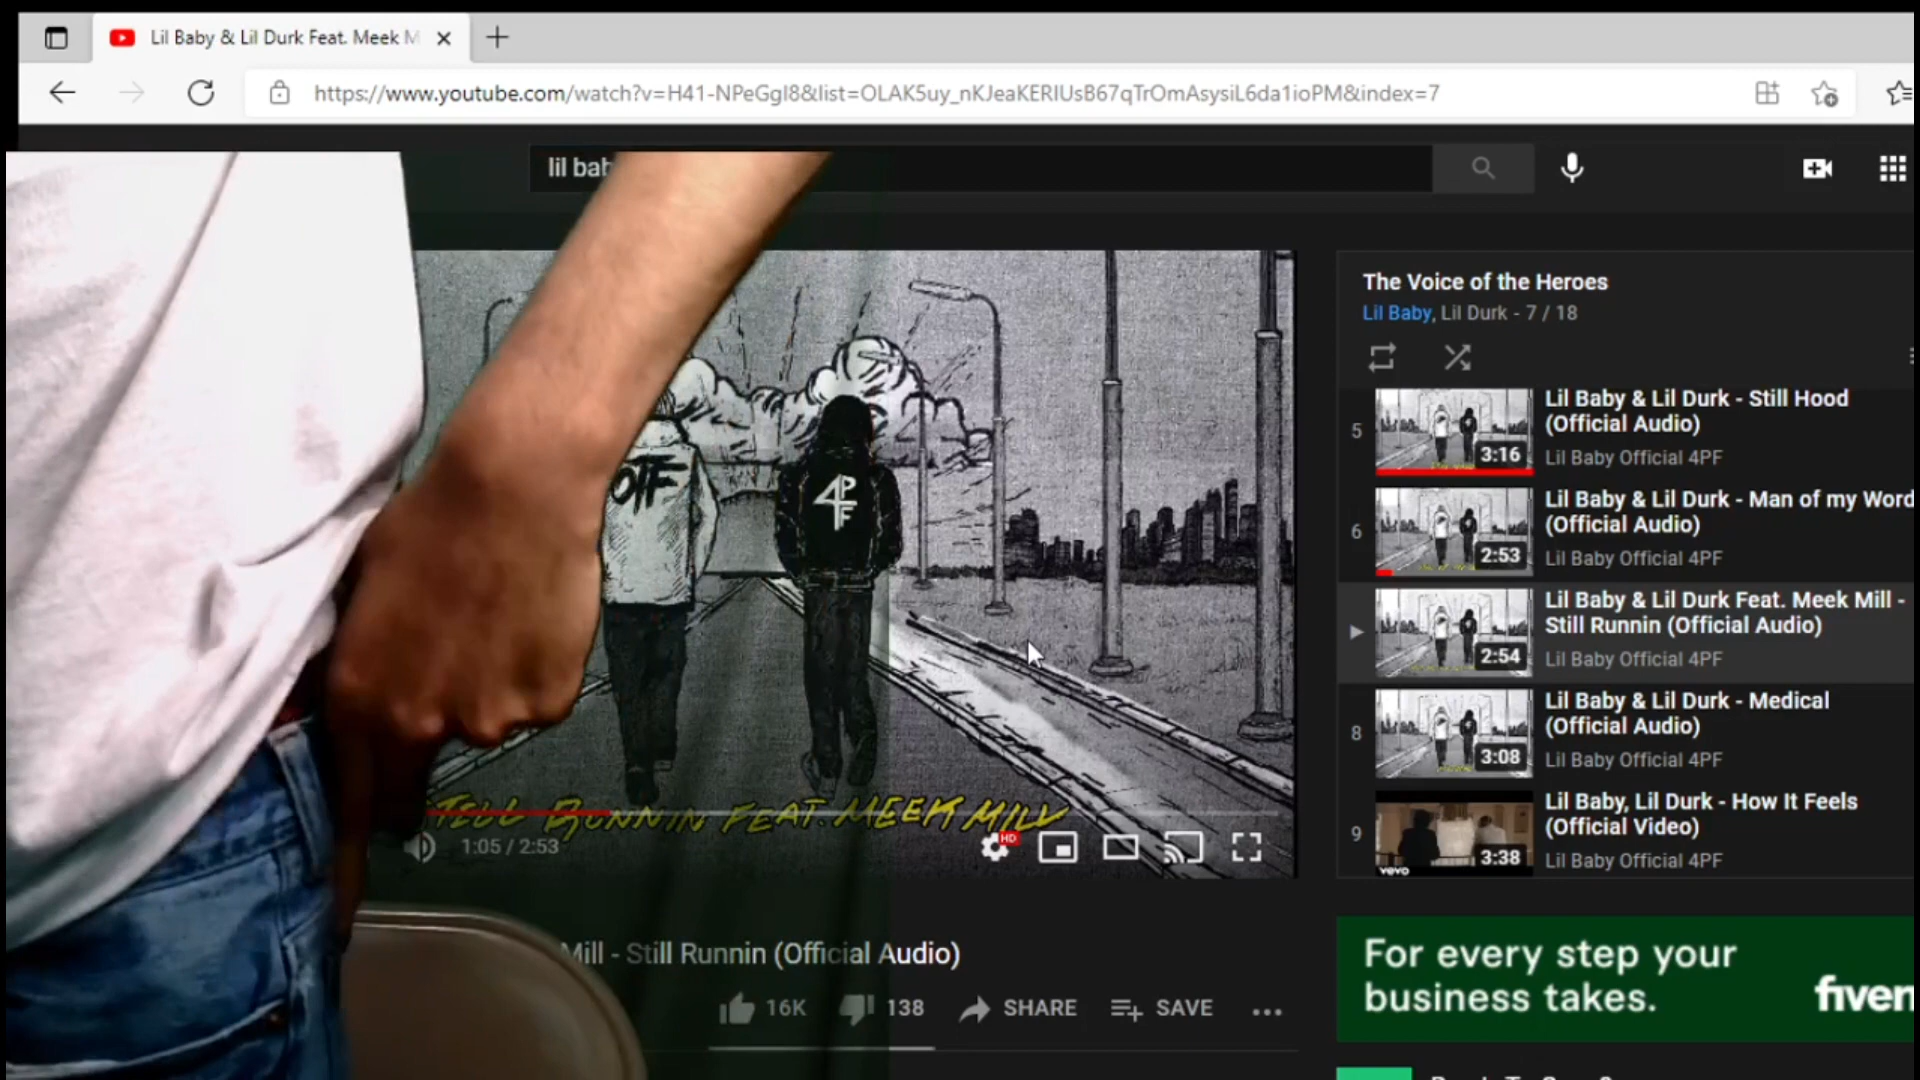 Lil Baby & Lil Durk Feat. Meek M
https://www.youtube.com/watch?v=H41-NPeGgI8&list=OLAK5uy_nKJeaKERIUsB67qTrOmAsysiL6da1ioPM&index=7
lil bab
OTF
4PF
STILL RUNNIN FEAT. MEEK MILL
1:05 / 2:53
HD
Mill - Still Runnin (Official Audio)
16K
138
SHARE
SAVE
The Voice of the Heroes
Lil Baby, Lil Durk - 7 / 18
5
3:16
Lil Baby & Lil Durk - Still Hood
(Official Audio)
Lil Baby Official 4PF
6
2:53
Lil Baby & Lil Durk - Man of my Word
(Official Audio)
Lil Baby Official 4PF
2:54
Lil Baby & Lil Durk Feat. Meek Mill -
Still Runnin (Official Audio)
Lil Baby Official 4PF
8
3:08
Lil Baby & Lil Durk - Medical
(Official Audio)
Lil Baby Official 4PF
9
vevo
3:38
Lil Baby, Lil Durk - How It Feels
(Official Video)
Lil Baby Official 4PF
For every step your
business takes.
fiverr